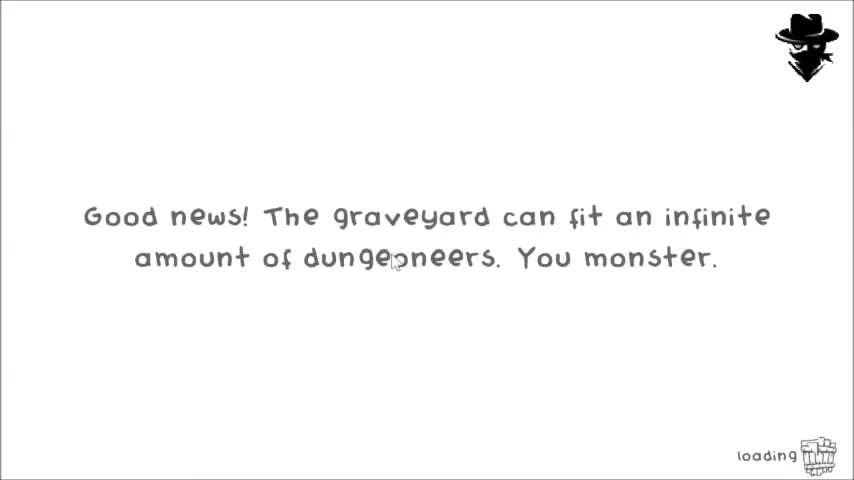 Good news! The graveyard can fit an infinite
amount of dungeoneers. You monster.
loading